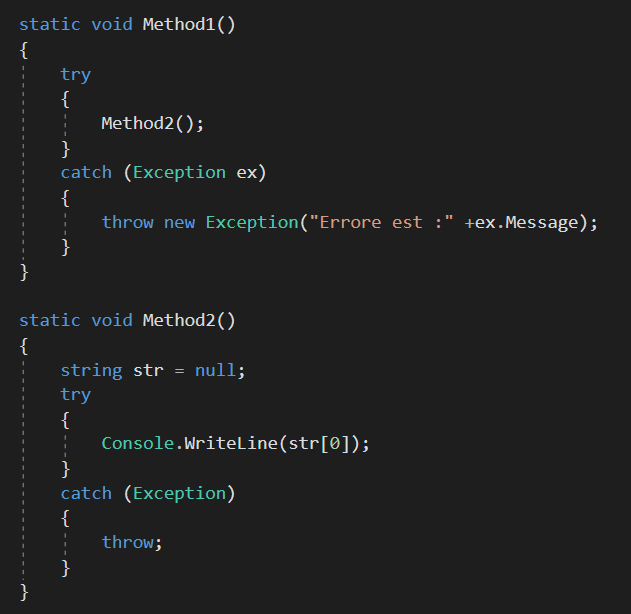 static void Method1()
{
try
{
Method2();
}
catch (Exception ex)
{
throw new Exception("Errore est :" +ex.Message);
}
}
static void Method2()
{
string str = null;
try
{
Console.WriteLine(str[0]);
}
catch (Exception)
{
throw;
}
}